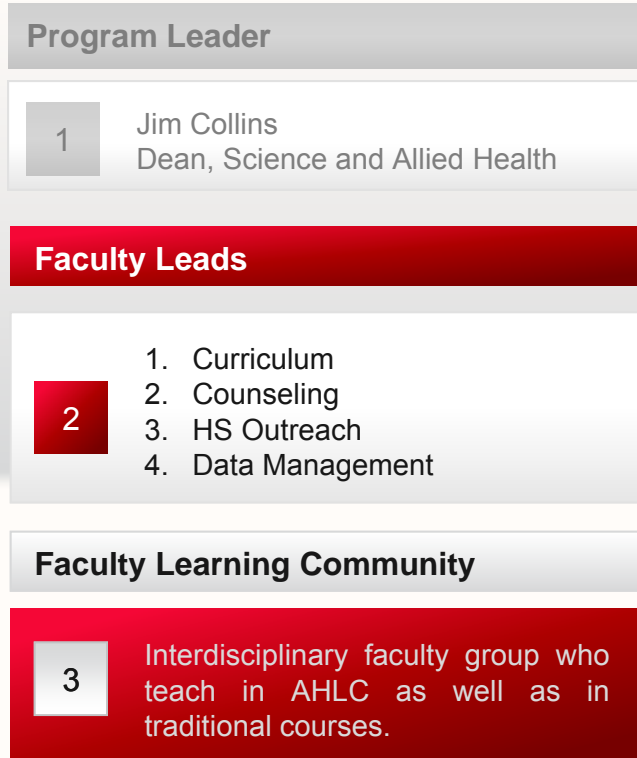 Program Leader
1
Jim Collins
Dean, Science and Allied Health
Faculty Leads
2
1. Curriculum
2. Counseling
3. HS Outreach
4. Data Management
Faculty Learning Community
3
Interdisciplinary faculty group who
teach in AHLC as well as in
traditional courses.